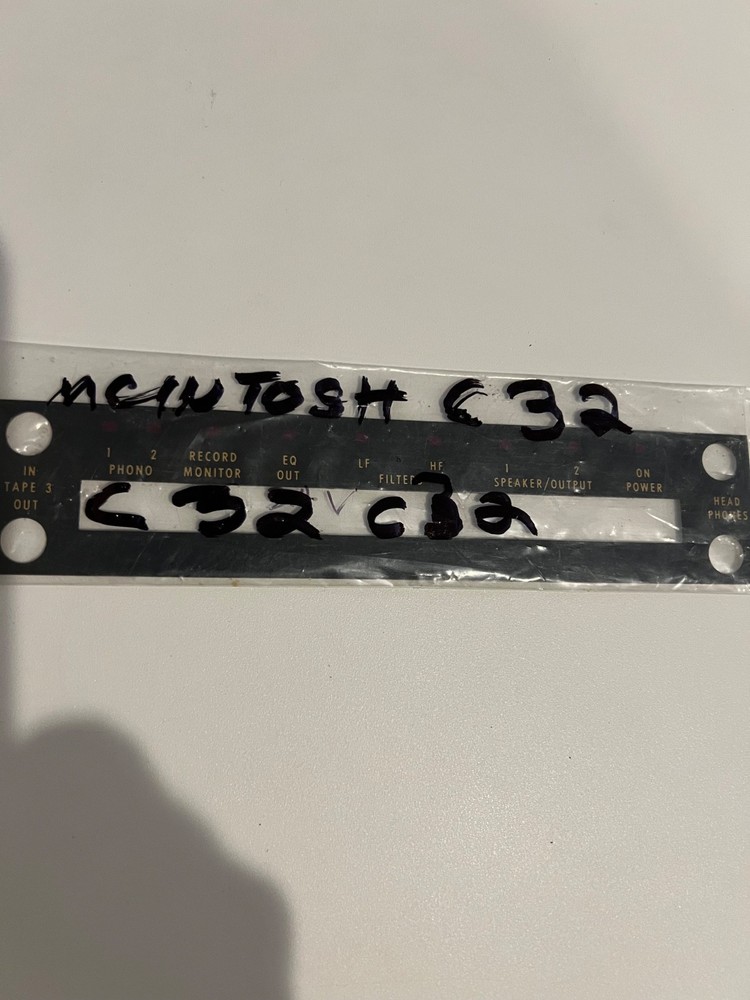 MCINTOSH C32
1 2 RECORD EQ LF HF 1 2 ON
PHONO MONITOR OUT FILTER SPEAKER/OUTPUT POWER
IN
TAPE 3
OUT
HEAD
PHONES
C32 C32